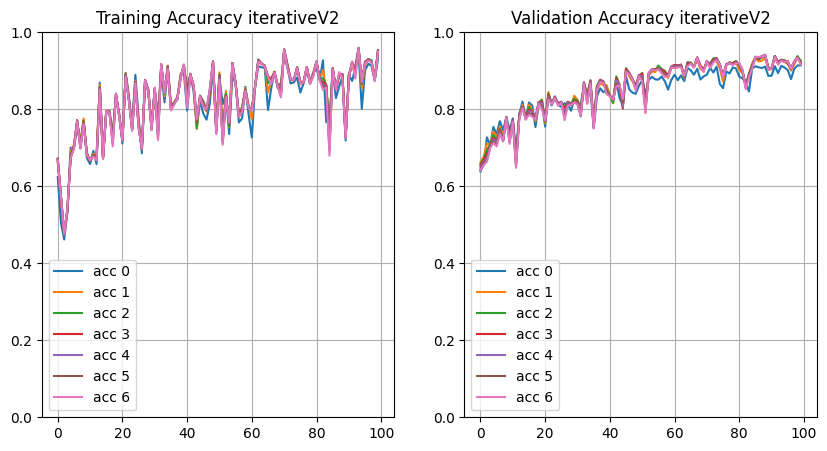 Training Accuracy iterativeV2
1.0
0.8
0.6
0.4
0.2
0.0
0 20 40 60 80 100
acc 0
acc 1
acc 2
acc 3
acc 4
acc 5
acc 6
Validation Accuracy iterativeV2
1.0
0.8
0.6
0.4
0.2
0.0
0 20 40 60 80 100
acc 0
acc 1
acc 2
acc 3
acc 4
acc 5
acc 6